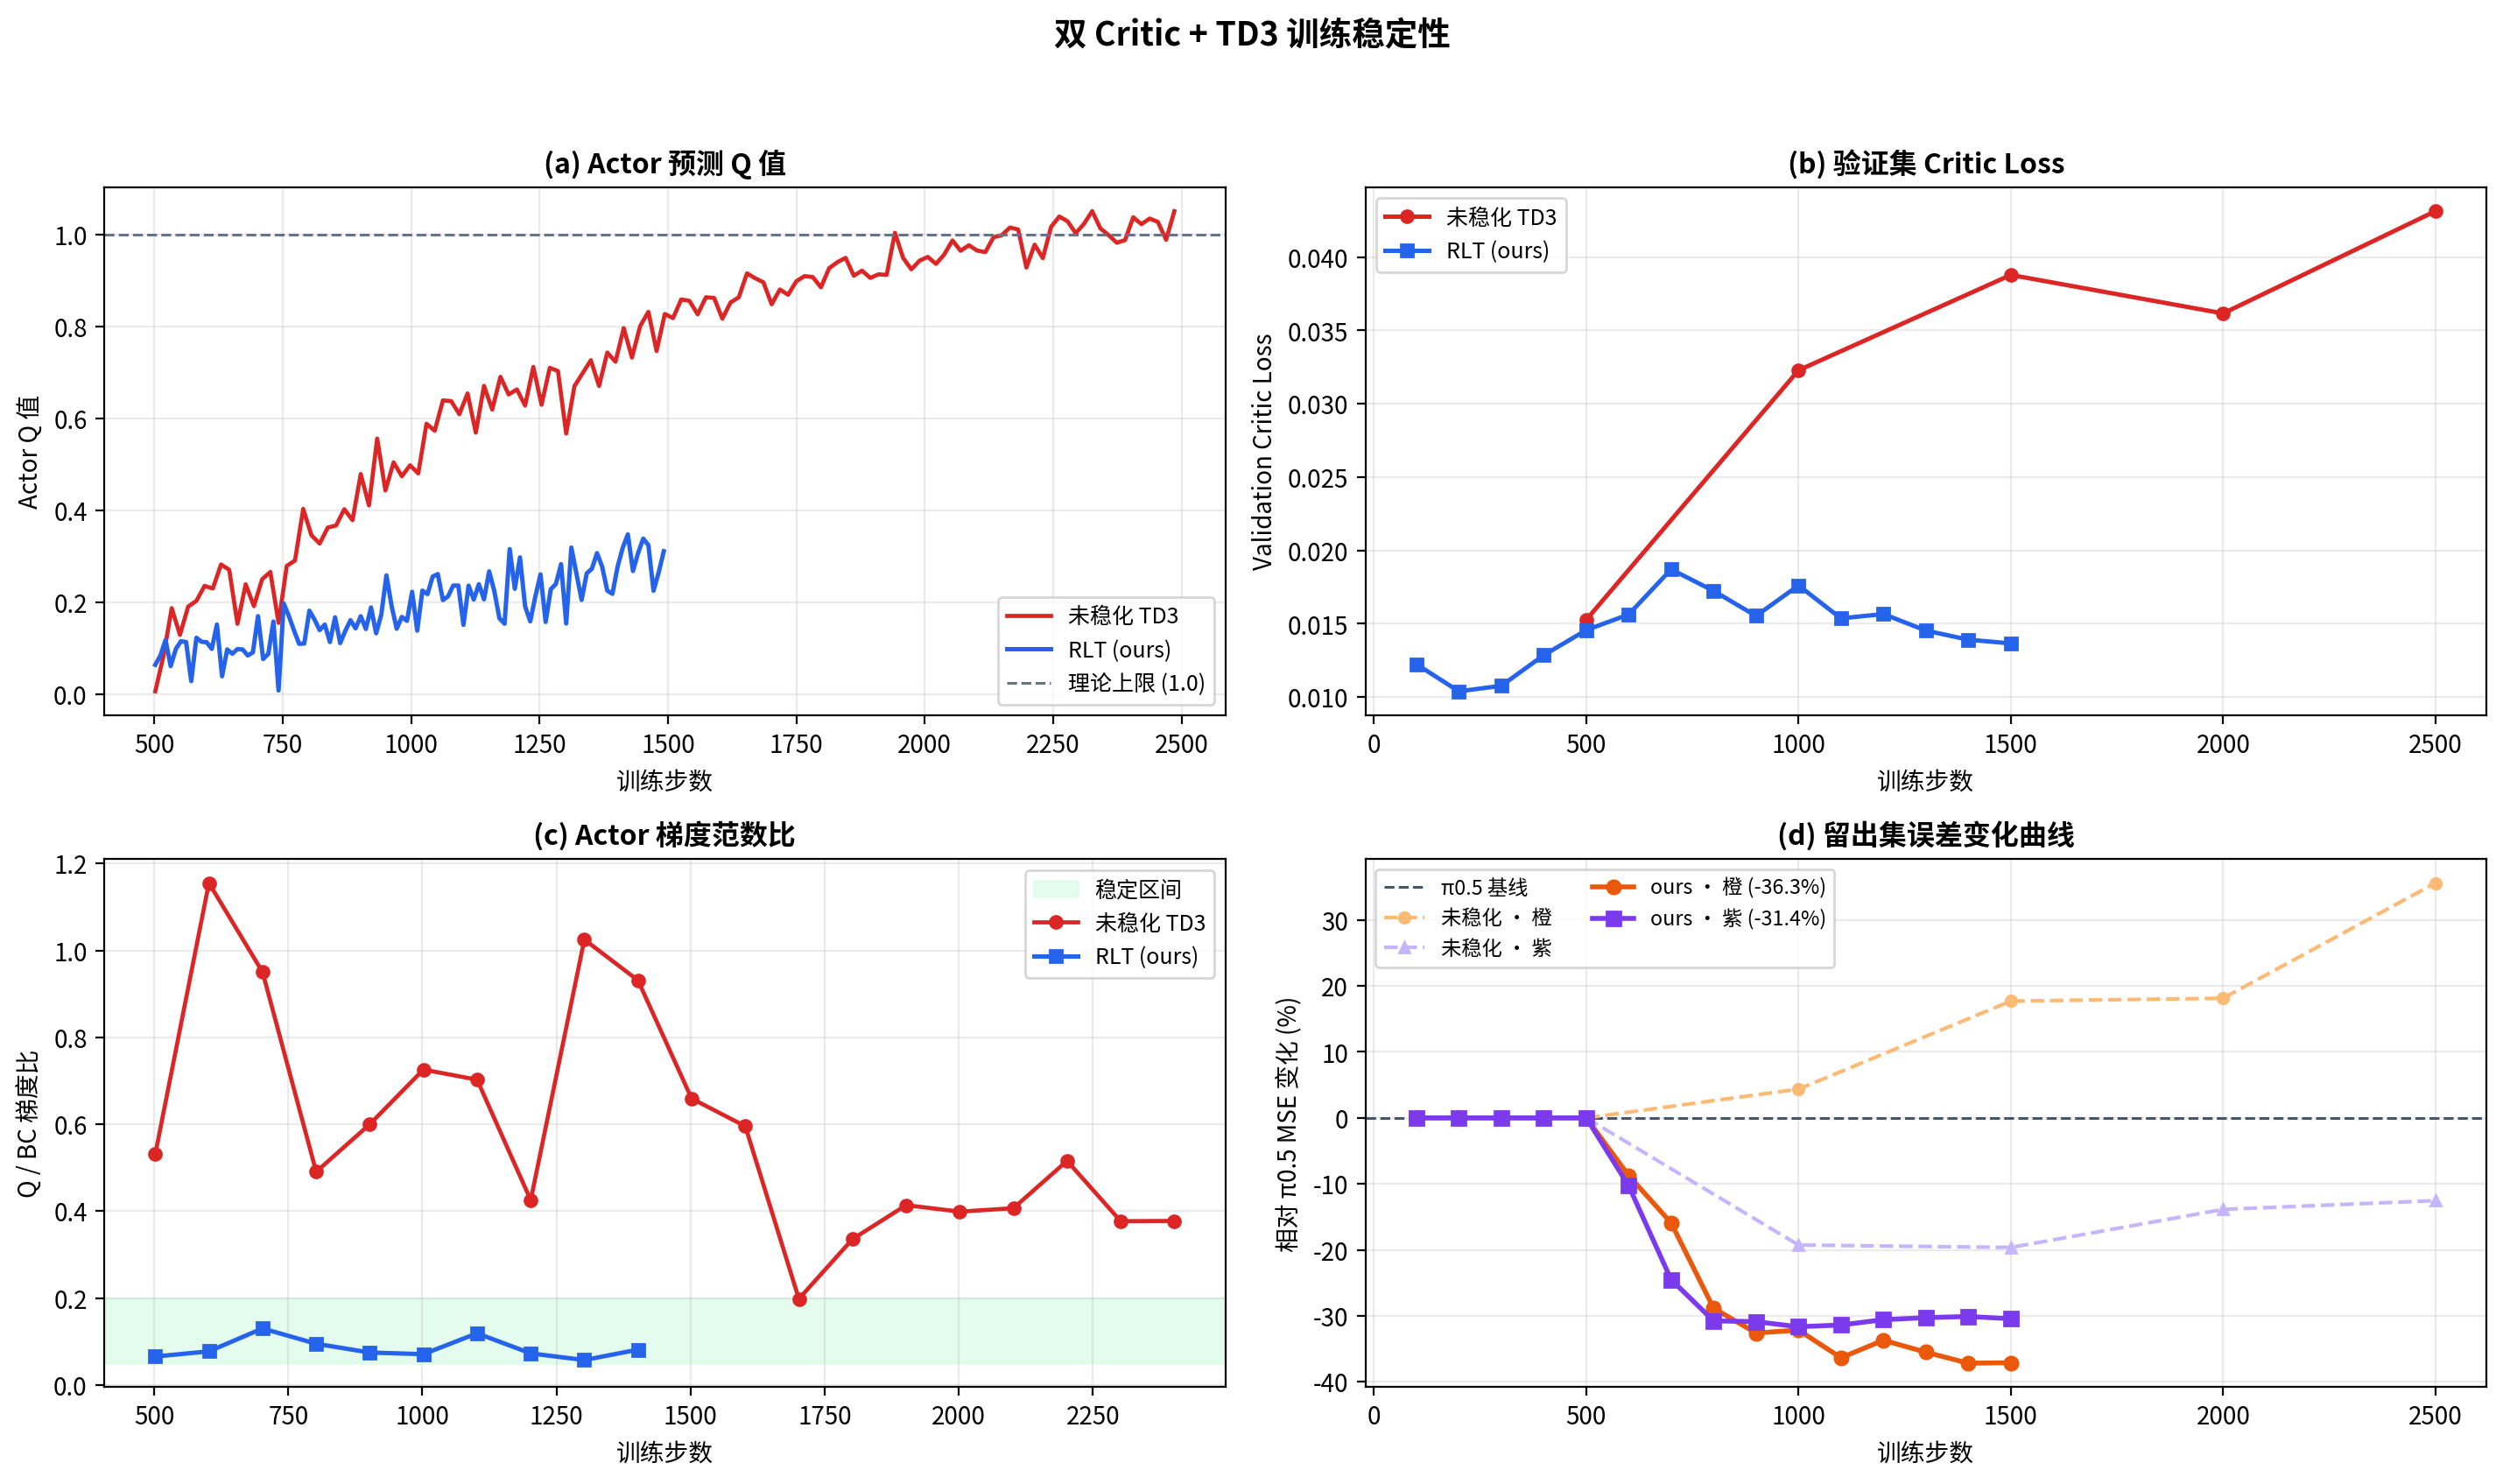 双 Critic + TD3 训练稳定性
(a) Actor 预测 Q 值
Actor Q 值
1.0
0.8
0.6
0.4
0.2
0.0
未稳化 TD3
RLT (ours)
理论上限 (1.0)
500 750 1000 1250 1500 1750 2000 2250 2500
训练步数
(b) 验证集 Critic Loss
Validation Critic Loss
未稳化 TD3
RLT (ours)
0.040
0.035
0.030
0.025
0.020
0.015
0.010
0 500 1000 1500 2000 2500
训练步数
(c) Actor 梯度范数比
Q / BC 梯度比
1.2
1.0
0.8
0.6
0.4
0.2
0.0
稳定区间
未稳化 TD3
RLT (ours)
500 750 1000 1250 1500 1750 2000 2250
训练步数
(d) 留出集误差变化曲线
相对 π0.5 MSE 变化 (%)
π0.5 基线
未稳化 · 橙
未稳化 · 紫
ours · 橙 (-36.3%)
ours · 紫 (-31.4%)
30
20
10
0
-10
-20
-30
-40
0 500 1000 1500 2000 2500
训练步数